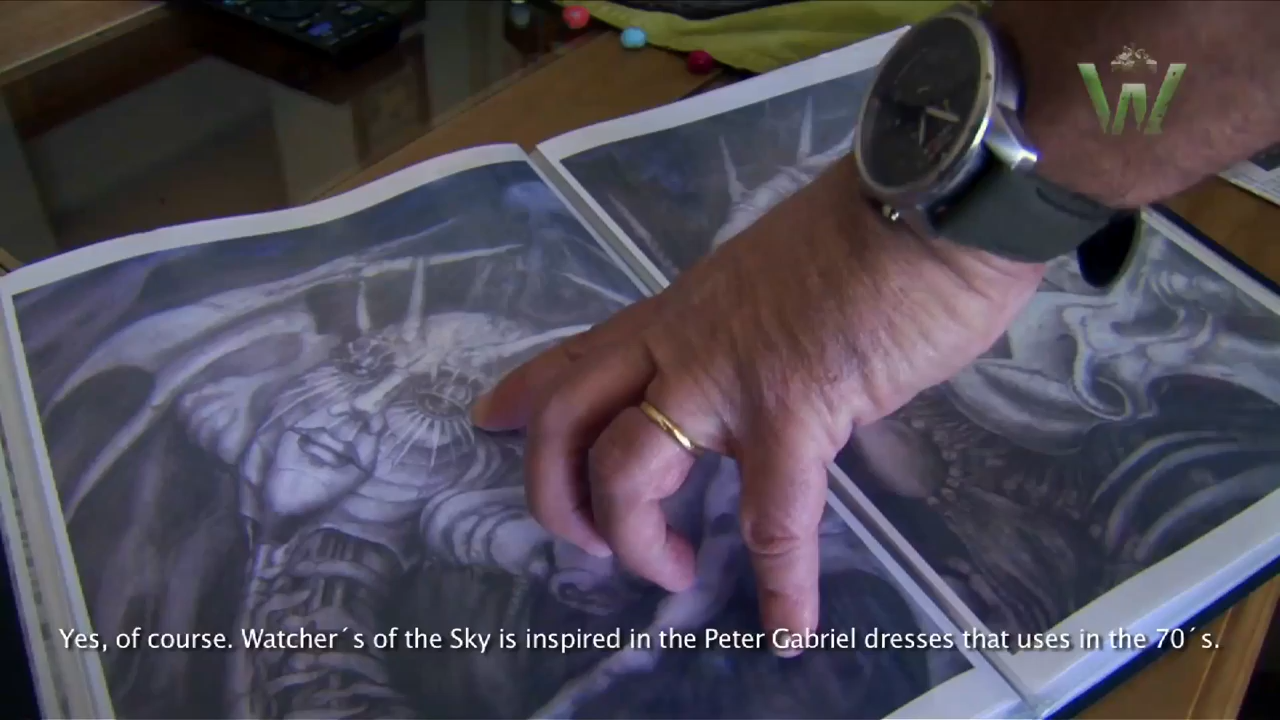 W
Yes, of course. Watcher´s of the Sky is inspired in the Peter Gabriel dresses that uses in the 70´s.